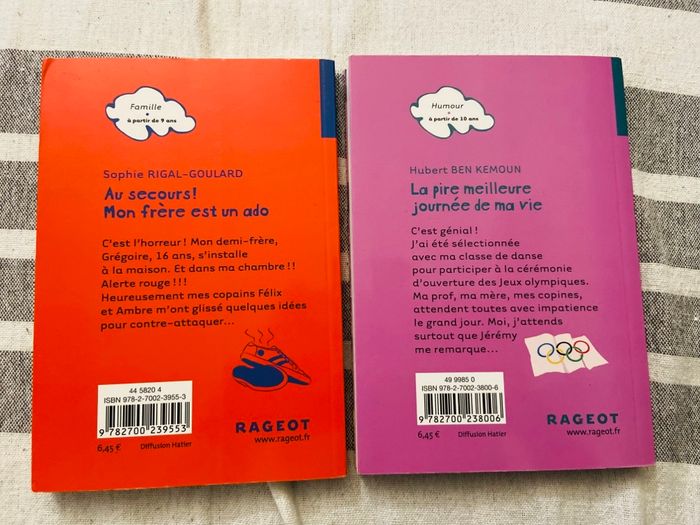 Famille
•
à partir de 9 ans
Sophie RIGAL-GOULARD
Au secours!
Mon frère est un ado
C'est l'horreur! Mon demi-frère,
Grégoire, 16 ans, s'installe
à la maison. Et dans ma chambre!!
Alerte rouge!!!
Heureusement mes copains Félix
et Ambre m'ont glissé quelques idées
pour contre-attaquer...
44 5820 4
ISBN 978-2-7002-3955-3
9 782700 239553
6,45 €
Diffusion Hatier
RAGEOT
www.rageot.fr
Humour
•
à partir de 10 ans
Hubert BEN KEMOUN
La pire meilleure
journée de ma vie
C'est génial!
J'ai été sélectionnée
avec ma classe de danse
pour participer à la cérémonie
d'ouverture des Jeux olympiques.
Ma prof, ma mère, mes copines,
attendent toutes avec impatience
le grand jour. Moi, j'attends
surtout que Jérémy
me remarque...
49 9985 0
ISBN 978-2-7002-3800-6
9 782700 238006
6,45 €
Diffusion Hatier
RAGEOT
www.rageot.fr